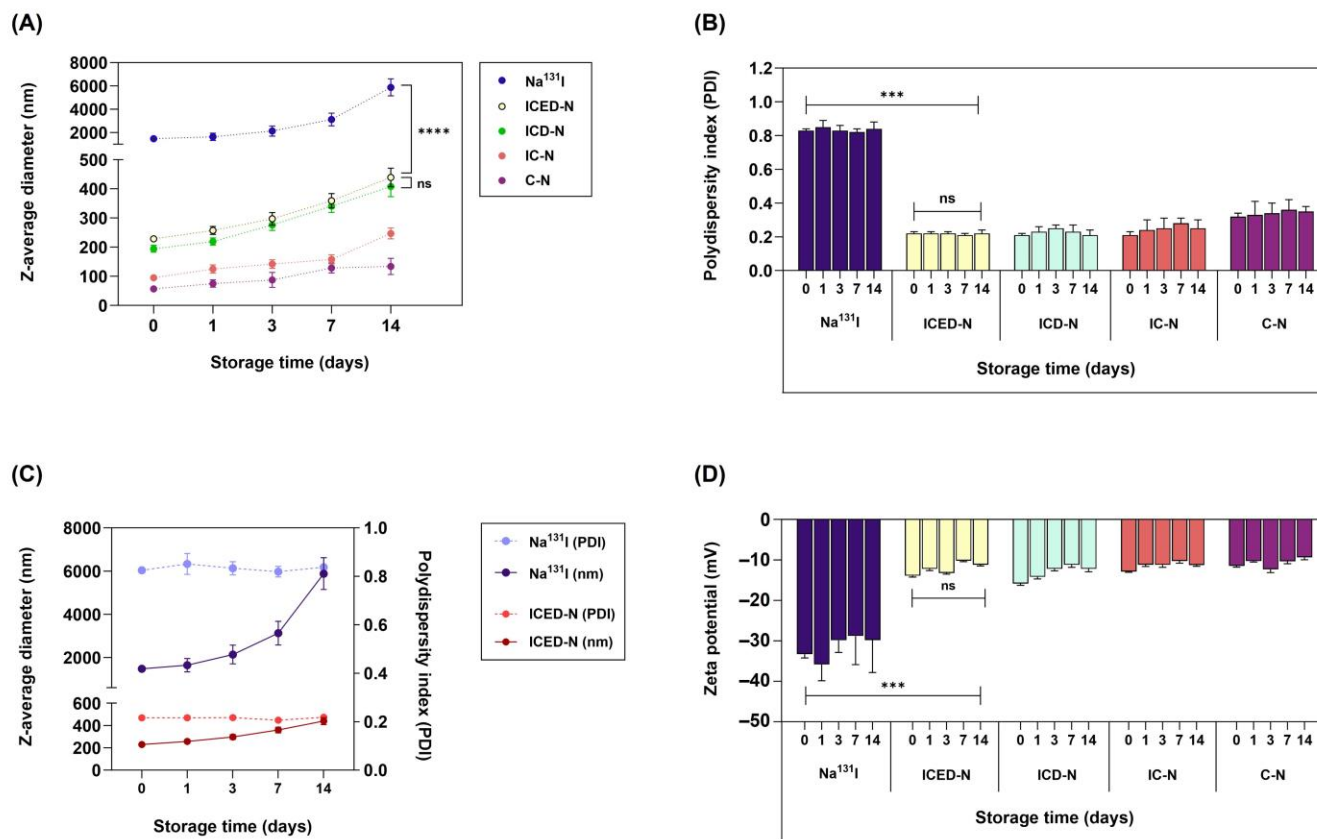 (A)
Z-average diameter (nm)
8000
6000
4000
2000
500
400
300
200
100
0
0 1 3 7 14
Storage time (days)
****
ns
Na¹³¹I
ICED-N
ICD-N
IC-N
C-N
(B)
Polydispersity index (PDI)
1.2
1.0
0.8
0.6
0.4
0.2
0.0
***
ns
0 1 3 7 14 0 1 3 7 14 0 1 3 7 14 0 1 3 7 14 0 1 3 7 14
Na¹³¹I ICED-N ICD-N IC-N C-N
Storage time (days)
(C)
Z-average diameter (nm)
8000
6000
4000
2000
600
400
200
0
1.0
0.8
0.6
0.4
0.2
0.0
Polydispersity index (PDI)
0 1 3 7 14
Storage time (days)
Na¹³¹I (PDI)
Na¹³¹I (nm)
ICED-N (PDI)
ICED-N (nm)
(D)
Zeta potential (mV)
0
−10
−20
−30
−40
−50
ns
***
0 1 3 7 14 0 1 3 7 14 0 1 3 7 14 0 1 3 7 14 0 1 3 7 14
Na¹³¹I ICED-N ICD-N IC-N C-N
Storage time (days)